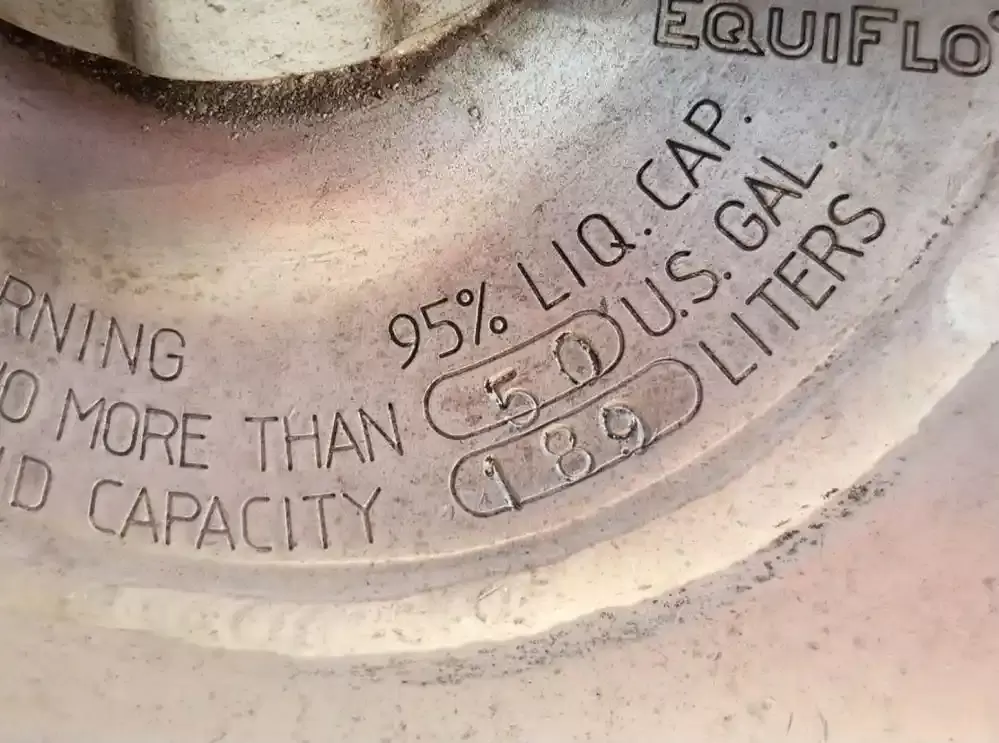 EQUIFLO
95% LIQ. CAP.
50 U.S. GAL.
189 LITERS
RNING
O MORE THAN
D CAPACITY